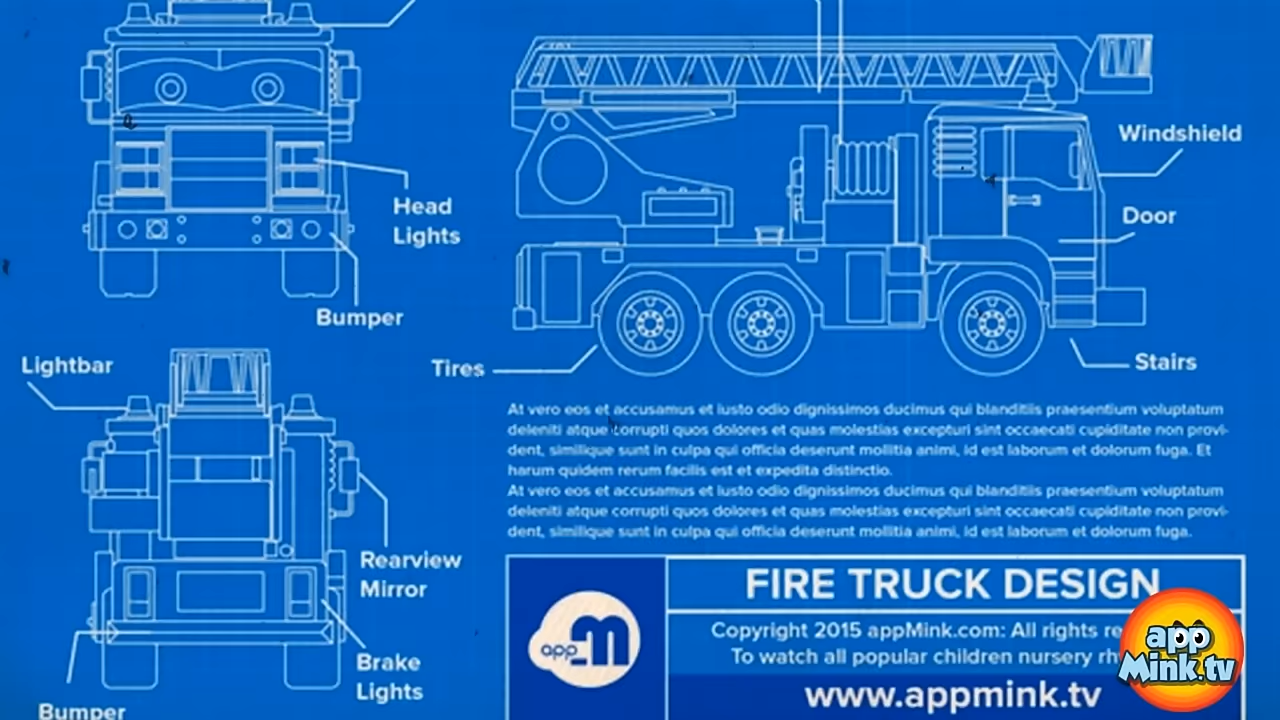 Windshield
Door
Head
Lights
Bumper
Lightbar
Tires
Stairs
At vero eos et accusamus et iusto odio dignissimos ducimus qui blanditiis praesentium voluptatum
deleniti atque corrupti quos dolores et quas molestias excepturi sint occaecati cupiditate non provi-
dent, similique sunt in culpa qui officia deserunt mollitia animi, id est laborum et dolorum fuga. Et
harum quidem rerum facilis est et expedita distinctio.
At vero eos et accusamus et iusto odio dignissimos ducimus qui blanditiis praesentium voluptatum
deleniti atque corrupti quos dolores et quas molestias excepturi sint occaecati cupiditate non provi-
dent, similique sunt in culpa qui officia deserunt mollitia animi, id est laborum et dolorum fuga.
Rearview
Mirror
Brake
Lights
Bumper
app m
FIRE TRUCK DESIGN
Copyright 2015 appMink.com: All rights
To watch all popular children nursery
www.appmink.tv
app
Mink.tv